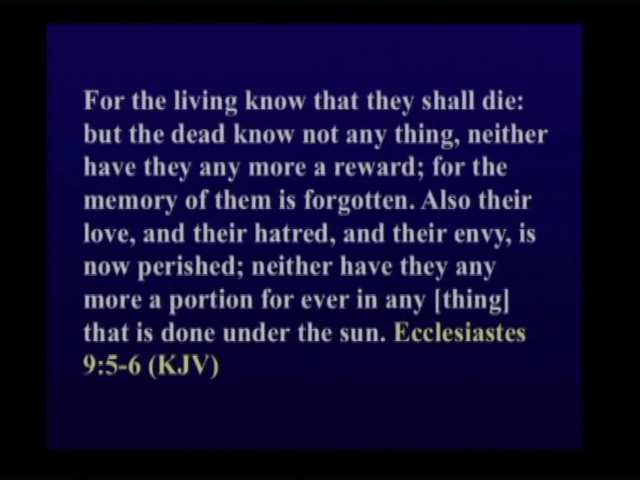 For the living know that they shall die:
but the dead know not any thing, neither
have they any more a reward; for the
memory of them is forgotten. Also their
love, and their hatred, and their envy, is
now perished; neither have they any
more a portion for ever in any [thing]
that is done under the sun. Ecclesiastes
9:5-6 (KJV)